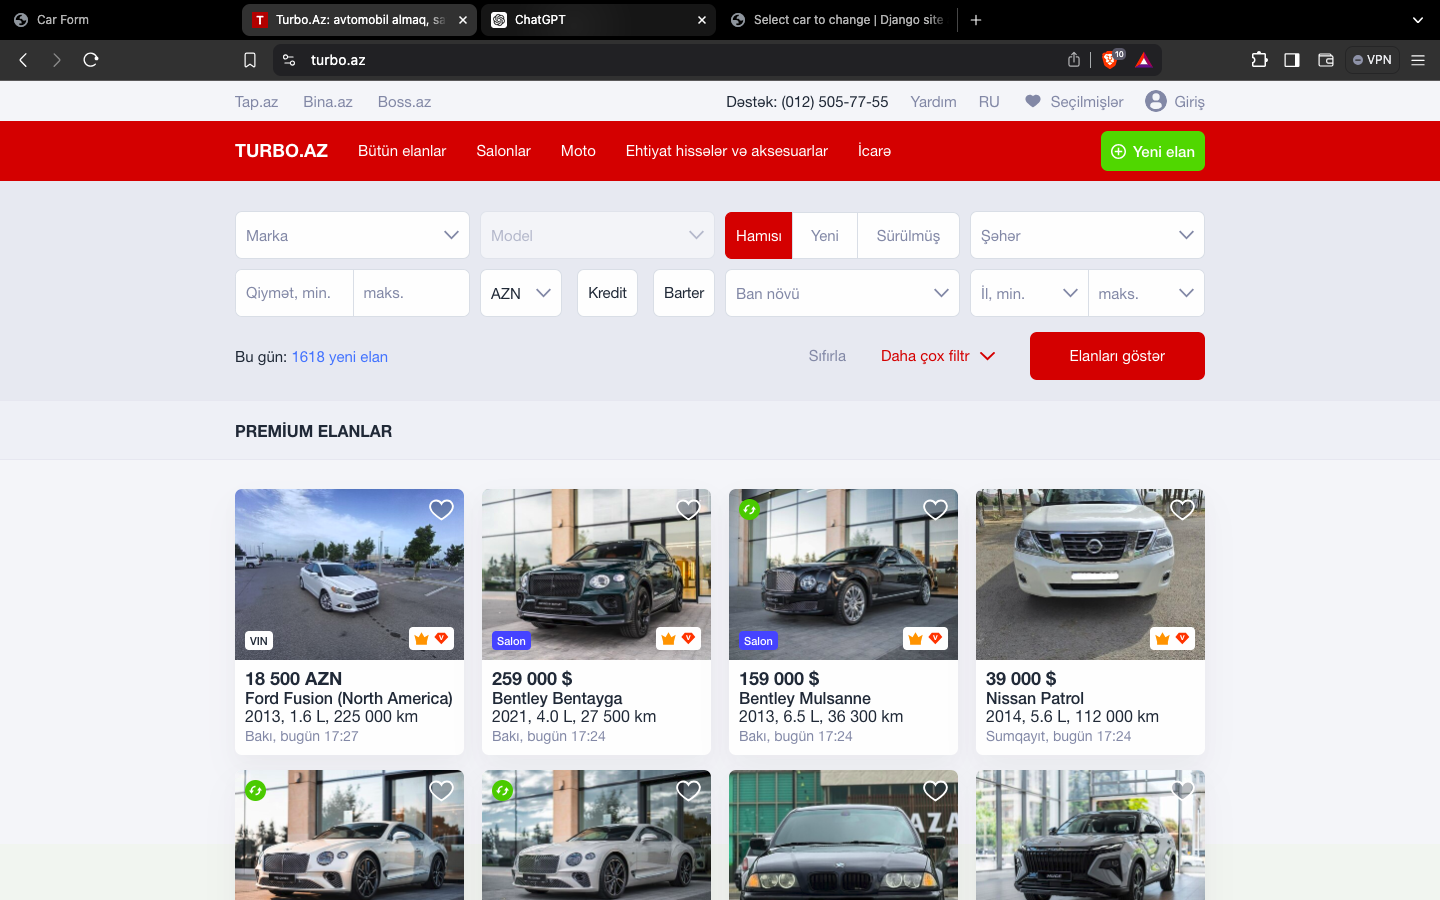 Car Form
Turbo.Az: avtomobil almaq, sa
ChatGPT
Select car to change | Django site
turbo.az
10
VPN
Tap.az Bina.az Boss.az
Dəstək: (012) 505-77-55 Yardım RU Seçilmişlər Giriş
TURBO.AZ Bütün elanlar Salonlar Moto Ehtiyat hissələr və aksesuarlar İcarə Yeni elan
Marka Model Hamısı Yeni Sürülmüş Şəhər
Qiymət, min. maks. AZN Kredit Barter Ban növü İl, min. maks.
Bu gün: 1618 yeni elan Sıfırla Daha çox filtr Elanları göstər
PREMİUM ELANLAR
VIN
18 500 AZN
Ford Fusion (North America)
2013, 1.6 L, 225 000 km
Bakı, bugün 17:27
Salon
259 000 $
Bentley Bentayga
2021, 4.0 L, 27 500 km
Bakı, bugün 17:24
Salon
159 000 $
Bentley Mulsanne
2013, 6.5 L, 36 300 km
Bakı, bugün 17:24
39 000 $
Nissan Patrol
2014, 5.6 L, 112 000 km
Sumqayıt, bugün 17:24